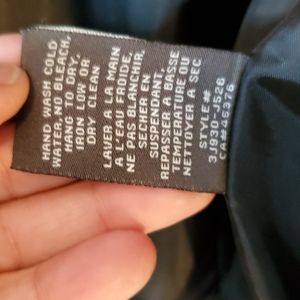 HAND WASH COLD
WATER. NO BLEACH.
HANG TO DRY.
IRON LOW OR
DRY CLEAN
LAVER A LA MAIN
A L'EAU FROIDE.
NE PAS BLANCHIR.
SECHER EN
SUSPENDANT.
REPASSER A BASSE
TEMPERATURE OU
NETTOYER A SEC
STYLE#
3J970-J526
CA#45376